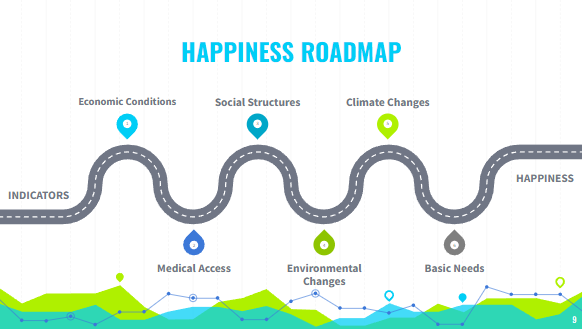 HAPPINESS ROADMAP
Economic Conditions
Social Structures
Climate Changes
INDICATORS
HAPPINESS
Medical Access
Environmental
Changes
Basic Needs
9